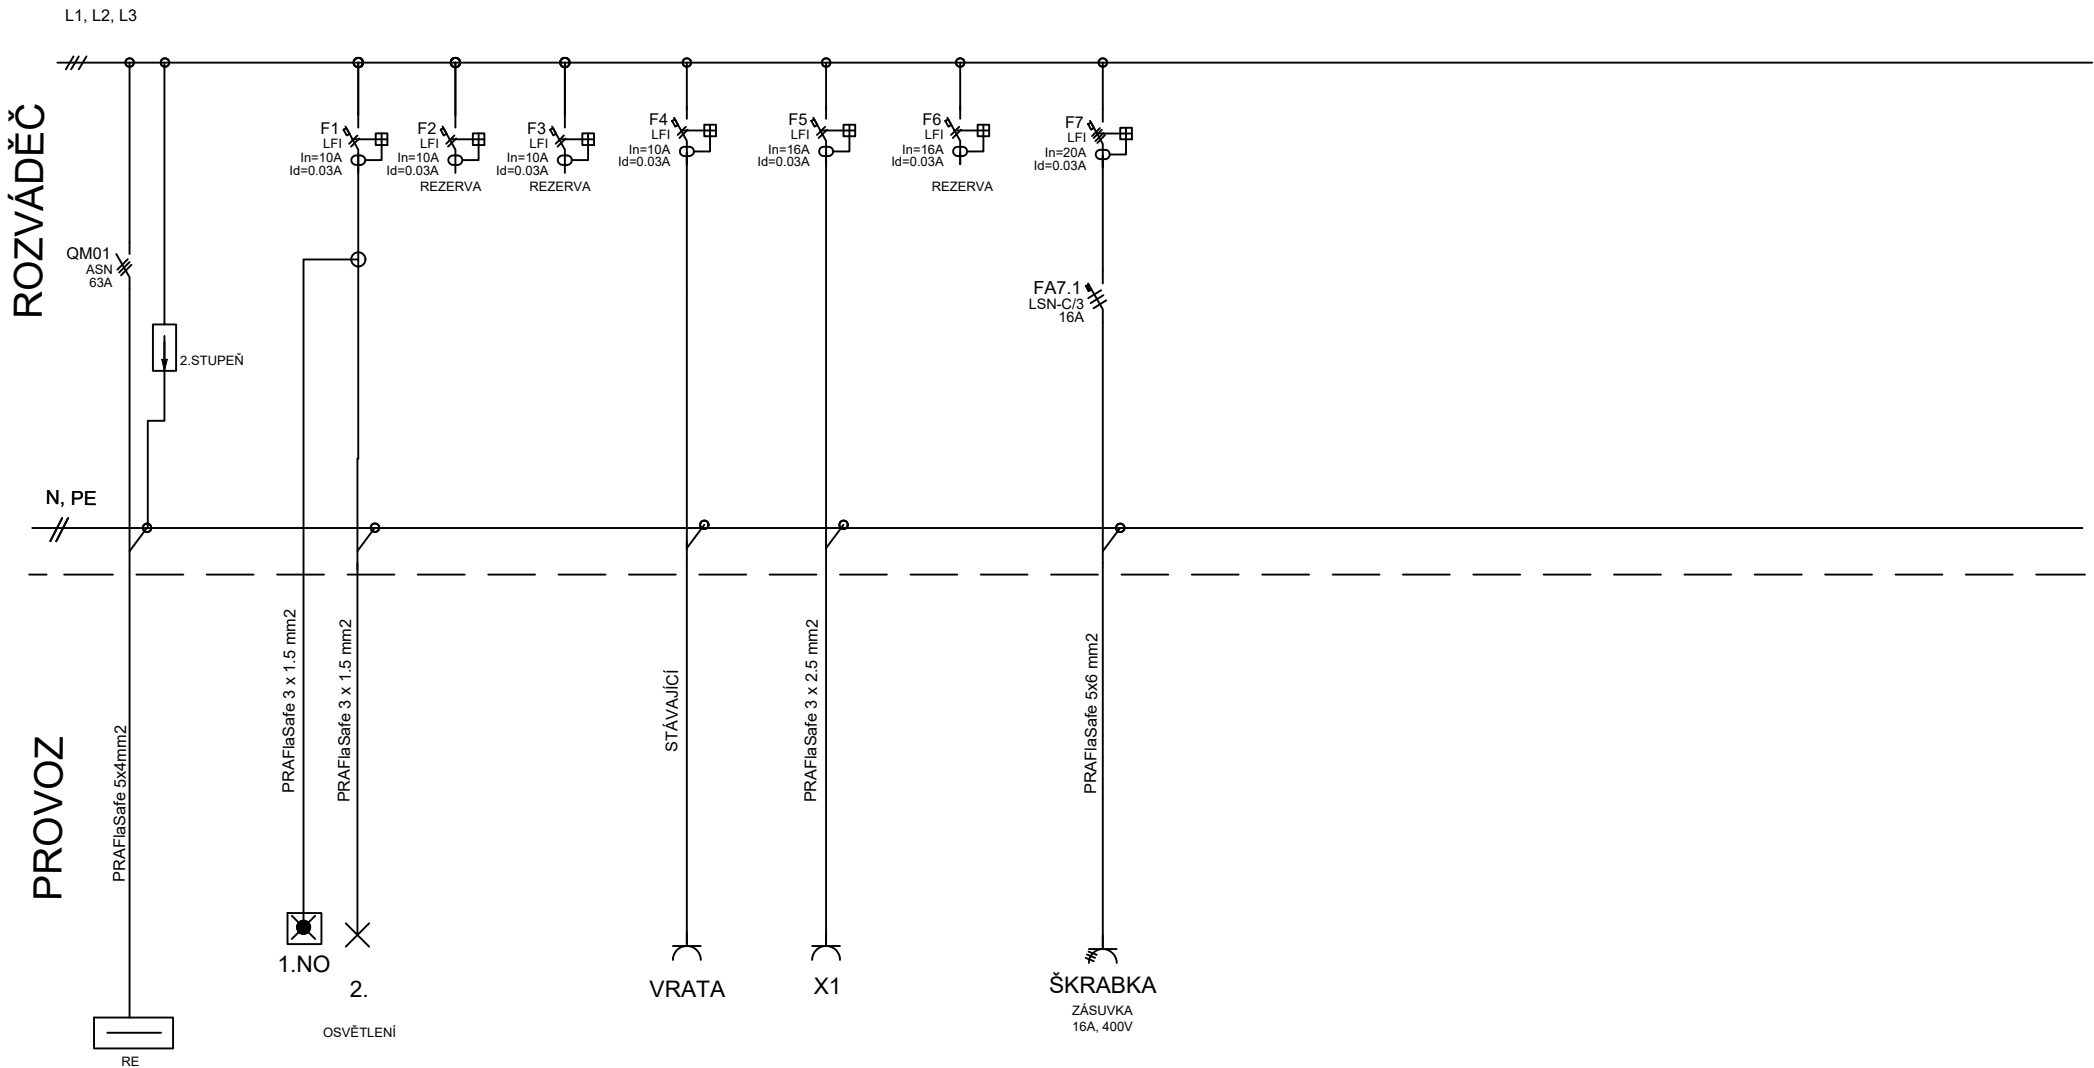 L1, L2, L3
ROZVÁDĚČ
F1
LFI
In=10A
Id=0.03A
F2
LFI
In=10A
Id=0.03A
REZERVA
F3
LFI
In=10A
Id=0.03A
REZERVA
F4
LFI
In=10A
Id=0.03A
F5
LFI
In=16A
Id=0.03A
F6
LFI
In=16A
Id=0.03A
REZERVA
F7
LFI
In=20A
Id=0.03A
QM01
ASN
63A
2.STUPEŇ
FA7.1
LSN-C/3
16A
N, PE
PROVOZ
PRAFlaSafe 5x4mm2
PRAFlaSafe 3 x 1.5 mm2
PRAFlaSafe 3 x 1.5 mm2
STÁVAJÍCÍ
PRAFlaSafe 3 x 2.5 mm2
PRAFlaSafe 5x6 mm2
1.NO
2.
OSVĚTLENÍ
VRATA
X1
ŠKRABKA
ZÁSUVKA
16A, 400V
RE